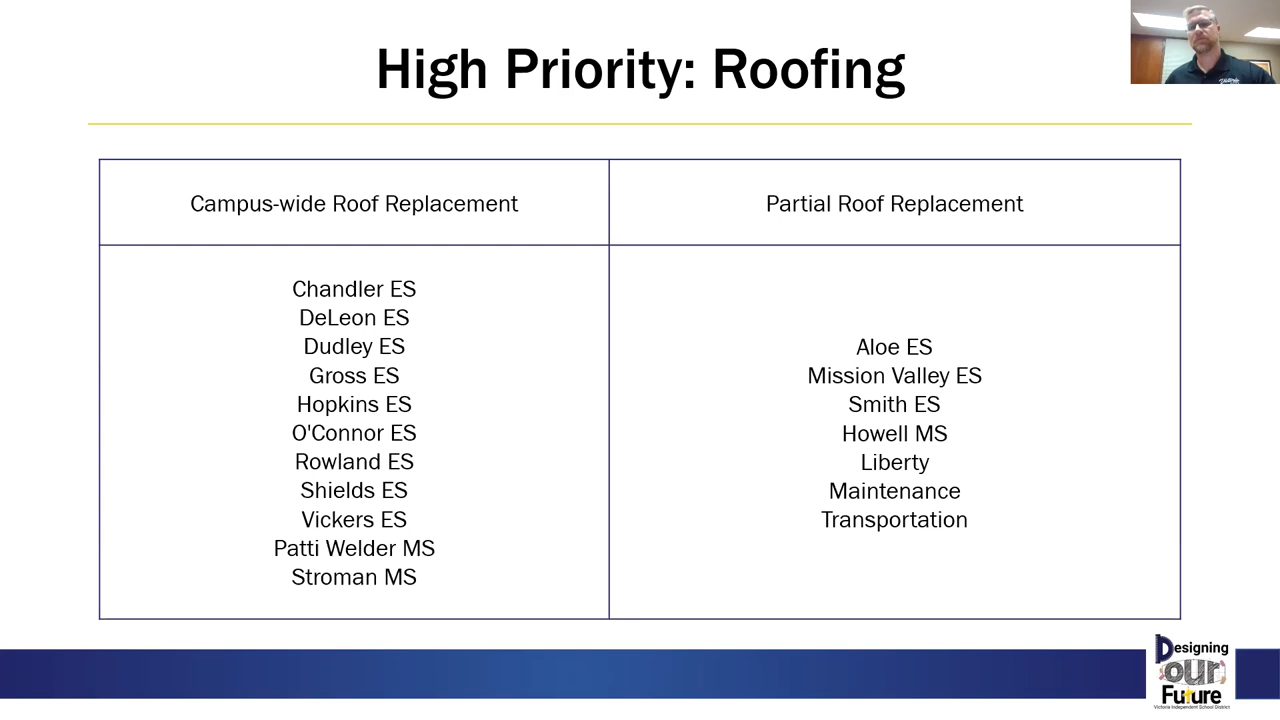 High Priority: Roofing
Campus-wide Roof Replacement
Partial Roof Replacement
Chandler ES
DeLeon ES
Dudley ES
Gross ES
Hopkins ES
O'Connor ES
Rowland ES
Shields ES
Vickers ES
Patti Welder MS
Stroman MS
Aloe ES
Mission Valley ES
Smith ES
Howell MS
Liberty
Maintenance
Transportation
Designing
our
Future
Victoria Independent School District